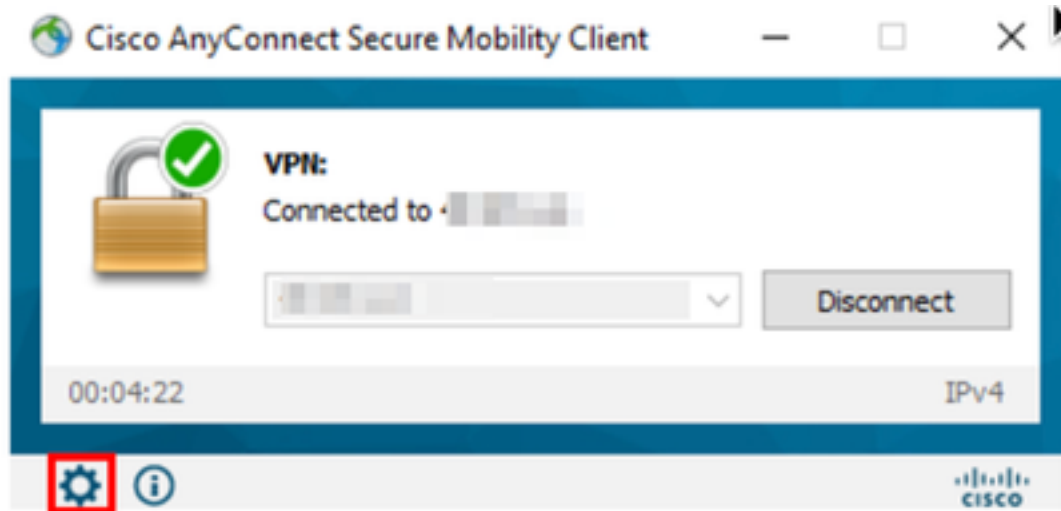 Cisco AnyConnect Secure Mobility Client
VPN:
Connected to
Disconnect
00:04:22
IPv4
CISCO